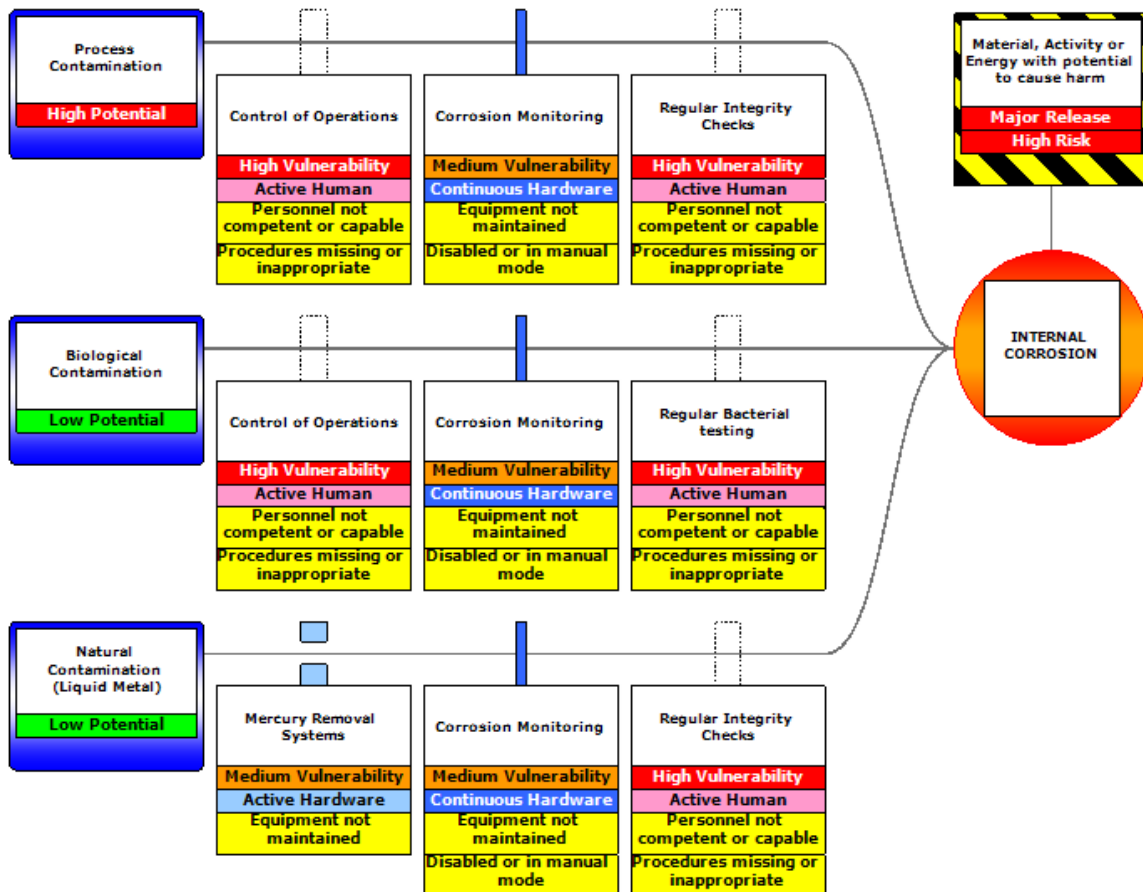 Process
Contamination
High Potential
Control of Operations
High Vulnerability
Active Human
Personnel not
competent or capable
Procedures missing or
inappropriate
Corrosion Monitoring
Medium Vulnerability
Continuous Hardware
Equipment not
maintained
Disabled or in manual
mode
Regular Integrity
Checks
High Vulnerability
Active Human
Personnel not
competent or capable
Procedures missing or
inappropriate
Material, Activity or
Energy with potential
to cause harm
Major Release
High Risk
INTERNAL
CORROSION
Biological
Contamination
Low Potential
Control of Operations
High Vulnerability
Active Human
Personnel not
competent or capable
Procedures missing or
inappropriate
Corrosion Monitoring
Medium Vulnerability
Continuous Hardware
Equipment not
maintained
Disabled or in manual
mode
Regular Bacterial
testing
High Vulnerability
Active Human
Personnel not
competent or capable
Procedures missing or
inappropriate
Natural
Contamination
(Liquid Metal)
Low Potential
Mercury Removal
Systems
Medium Vulnerability
Active Hardware
Equipment not
maintained
Corrosion Monitoring
Medium Vulnerability
Continuous Hardware
Equipment not
maintained
Disabled or in manual
Regular Integrity
Checks
High Vulnerability
Active Human
Personnel not
competent or capable
Procedures missing or